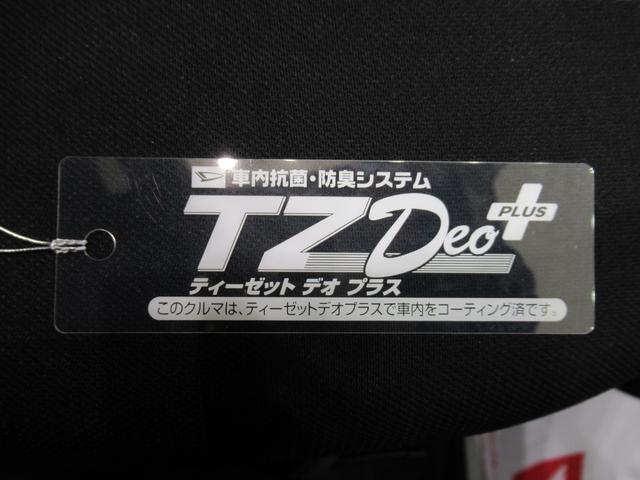 車内抗菌・防臭システム
TZ Deo PLUS
ティーゼット デオ プラス
このクルマは、ティーゼットデオプラスで車内をコーティング済です。